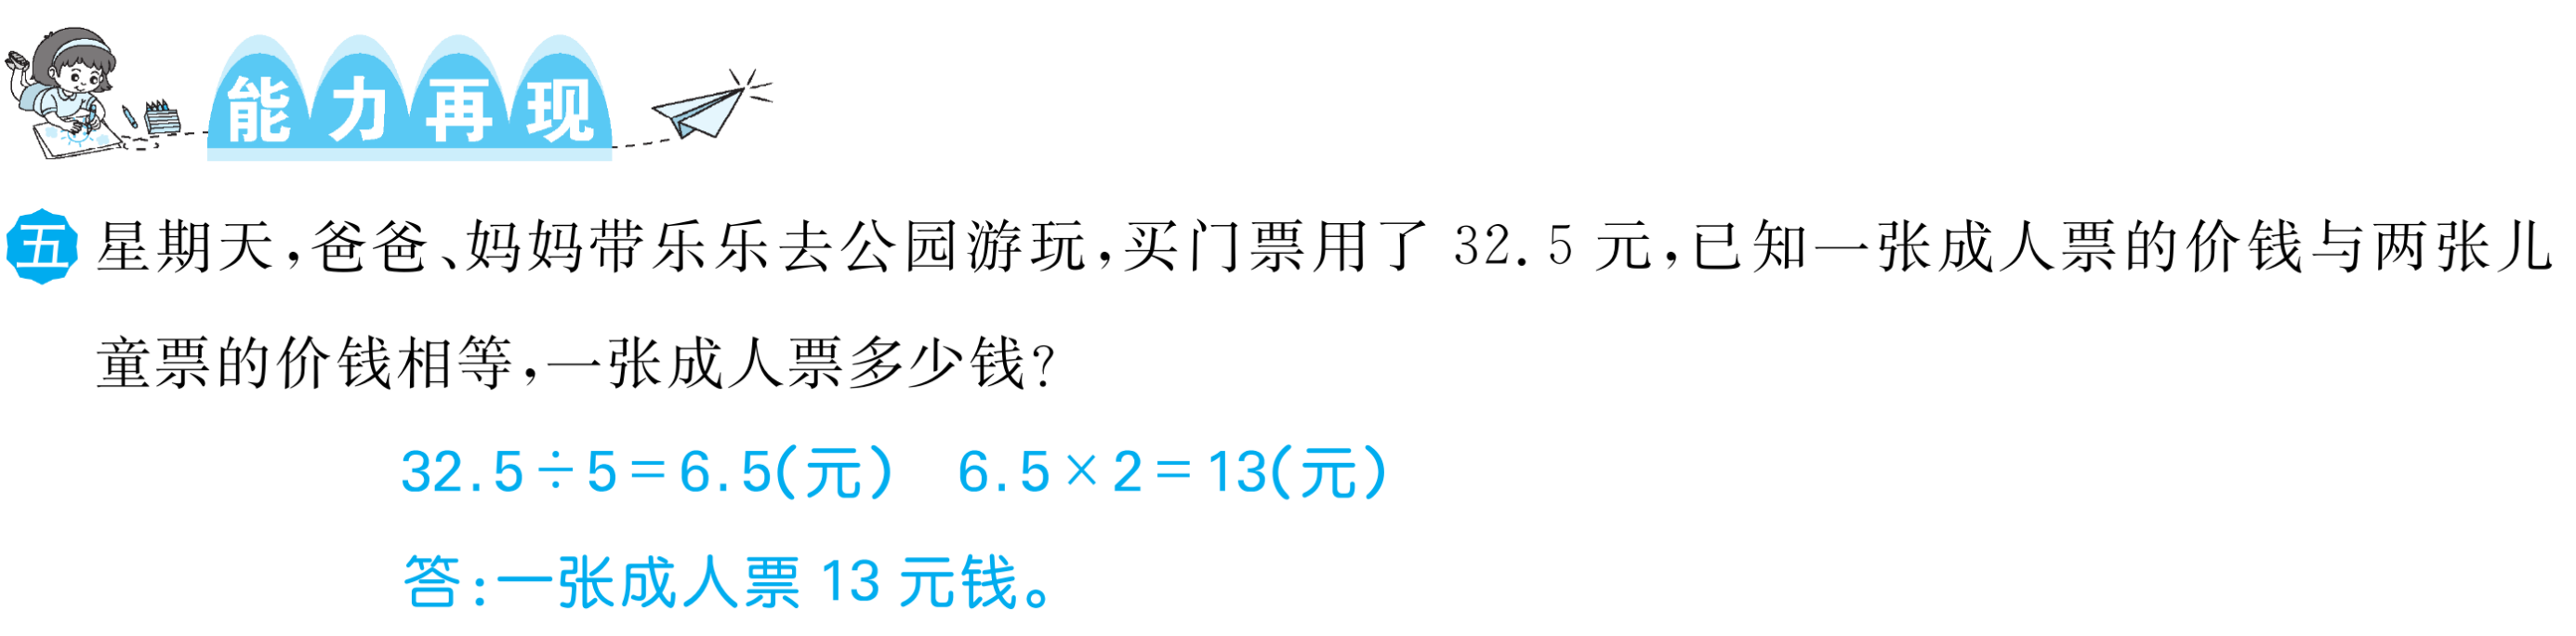 能力再现
五 星期天,爸爸、妈妈带乐乐去公园游玩,买门票用了 32.5 元,已知一张成人票的价钱与两张儿
童票的价钱相等,一张成人票多少钱?
32.5÷5=6.5(元) 6.5×2=13(元)
答:一张成人票 13 元钱。